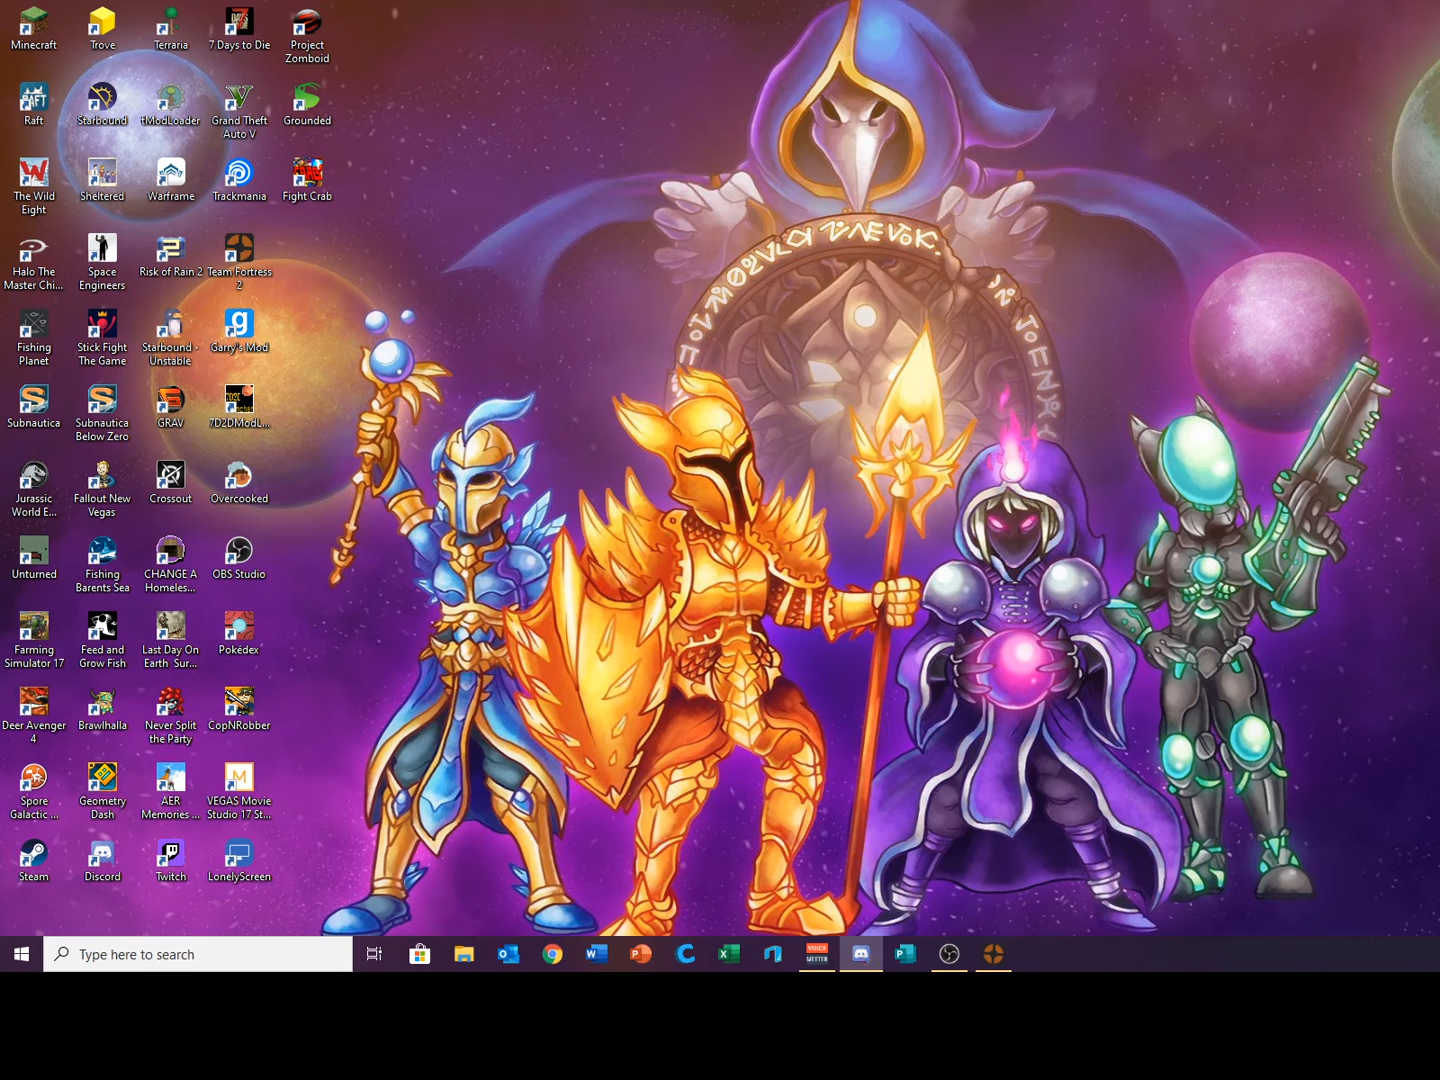 Minecraft
Trove
Terraria
7 Days to Die
Project
Zomboid
Raft
Starbound
tModLoader
Grand Theft
Auto V
Grounded
The Wild
Eight
Sheltered
Warframe
Trackmania
Fight Crab
Halo The
Master Chi...
Space
Engineers
Risk of Rain 2
Team Fortress
2
Fishing
Planet
Stick Fight
The Game
Starbound -
Unstable
Garry's Mod
Subnautica
Subnautica
Below Zero
GRAV
7D2DModL...
Jurassic
World E...
Fallout New
Vegas
Crossout
Overcooked
Unturned
Fishing
Barents Sea
CHANGE A
Homeles...
OBS Studio
Farming
Simulator 17
Feed and
Grow Fish
Last Day On
Earth Sur...
Pokédex
Deer Avenger
4
Brawlhalla
Never Split
the Party
CopNRobber
Spore
Galactic ...
Geometry
Dash
AER
Memories ...
VEGAS Movie
Studio 17 St...
Steam
Discord
Twitch
LonelyScreen
Type here to search
VOICE
MEETER